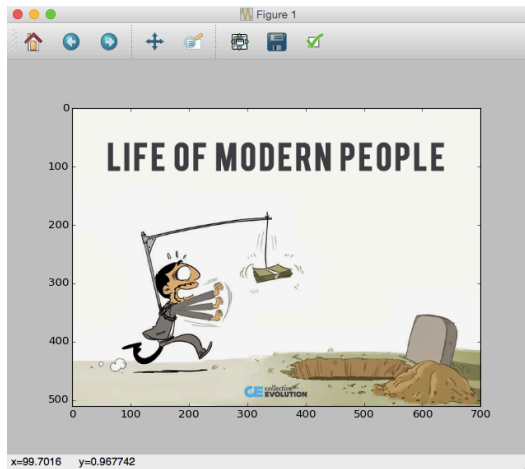 Figure 1
0
100
LIFE OF MODERN PEOPLE
200
300
400
500
CE collective EVOLUTION
0 100 200 300 400 500 600 700
x=99.7016 y=0.967742